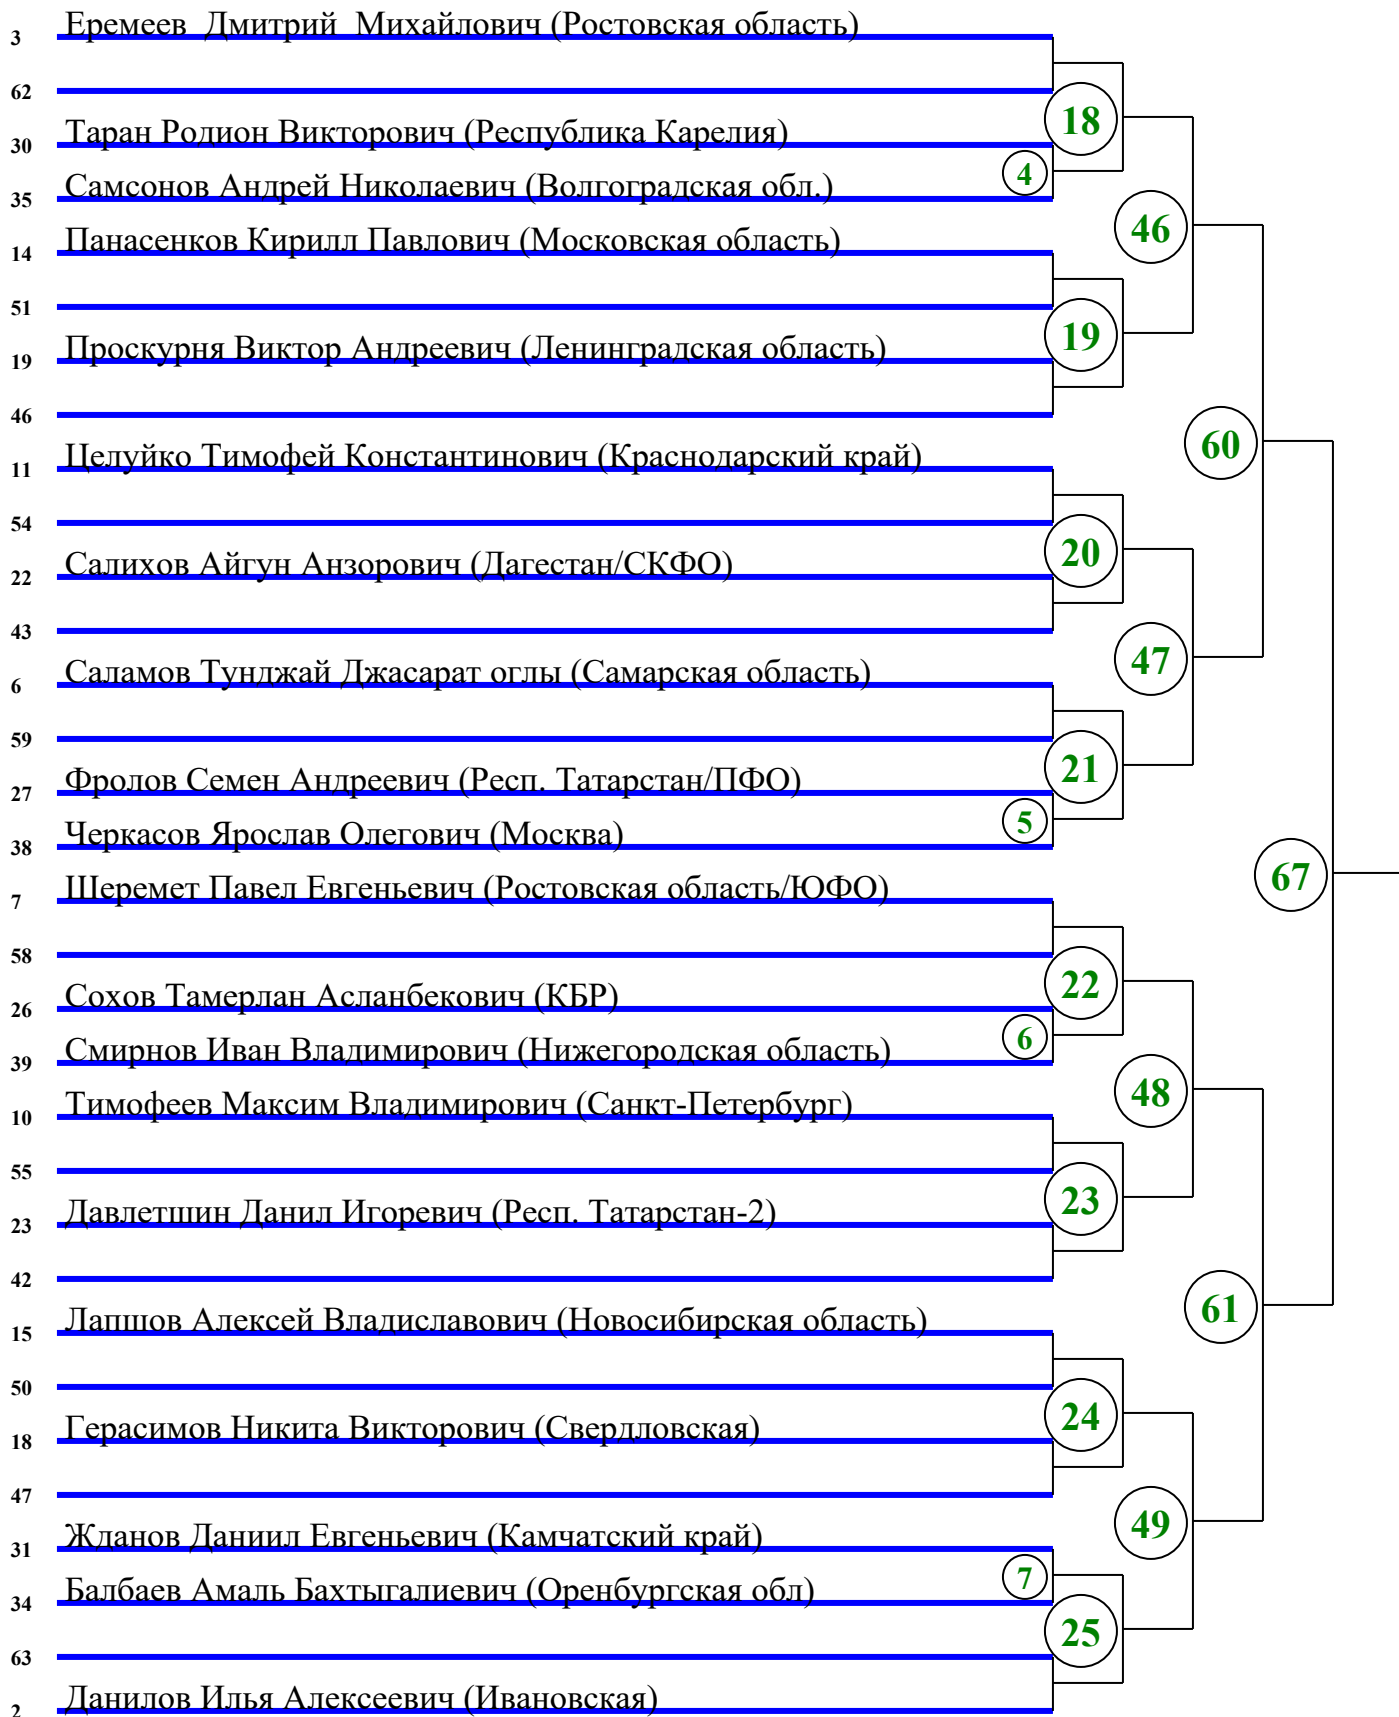 3 Еремеев Дмитрий Михайлович (Ростовская область)
62
18
30 Таран Родион Викторович (Республика Карелия)
4
35 Самсонов Андрей Николаевич (Волгоградская обл.)
46
14 Панасенков Кирилл Павлович (Московская область)
51
19
19 Проскурня Виктор Андреевич (Ленинградская область)
46
60
11 Целуйко Тимофей Константинович (Краснодарский край)
54
20
22 Салихов Айгун Анзорович (Дагестан/СКФО)
43
47
6 Саламов Тунджай Джасарат оглы (Самарская область)
59
21
27 Фролов Семен Андреевич (Респ. Татарстан/ПФО)
5
38 Черкасов Ярослав Олегович (Москва)
67
7 Шеремет Павел Евгеньевич (Ростовская область/ЮФО)
58
22
26 Сохов Тамерлан Асланбекович (КБР)
6
39 Смирнов Иван Владимирович (Нижегородская область)
48
10 Тимофеев Максим Владимирович (Санкт-Петербург)
55
23
23 Давлетшин Данил Игоревич (Респ. Татарстан-2)
42
61
15 Лапшов Алексей Владиславович (Новосибирская область)
50
24
18 Герасимов Никита Викторович (Свердловская)
47
49
31 Жданов Даниил Евгеньевич (Камчатский край)
7
34 Балбаев Амаль Бахтыгалиевич (Оренбургская обл)
25
63
2 Данилов Илья Алексеевич (Ивановская)